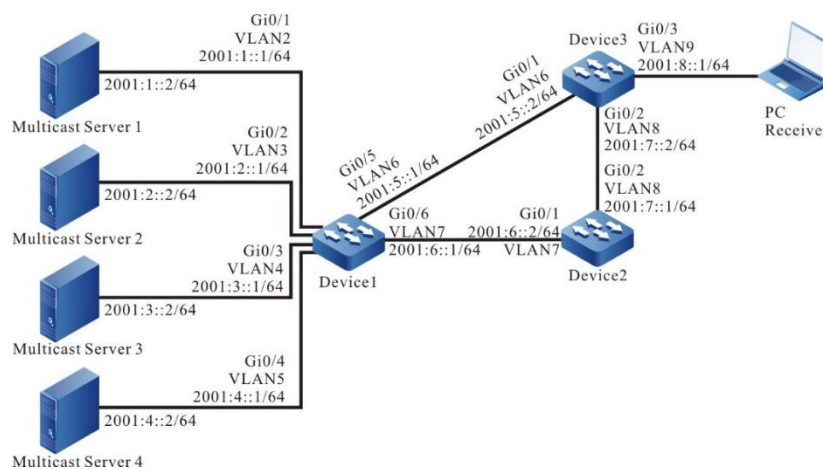 Gi0/1
VLAN2
2001:1::1/64
2001:1::2/64
Multicast Server 1
Gi0/2
VLAN3
2001:2::1/64
2001:2::2/64
Multicast Server 2
Gi0/3
VLAN4
2001:3::1/64
2001:3::2/64
Multicast Server 3
Gi0/4
VLAN5
2001:4::1/64
2001:4::2/64
Multicast Server 4
Gi0/5
VLAN6
2001:5::1/64
Gi0/6
VLAN7
2001:6::1/64
Device1
Gi0/1
VLAN6
2001:5::2/64
Device3
Gi0/3
VLAN9
2001:8::1/64
PC
Receiver
Gi0/2
VLAN8
2001:7::2/64
Gi0/2
VLAN8
2001:7::1/64
Gi0/1
2001:6::2/64
VLAN7
Device2